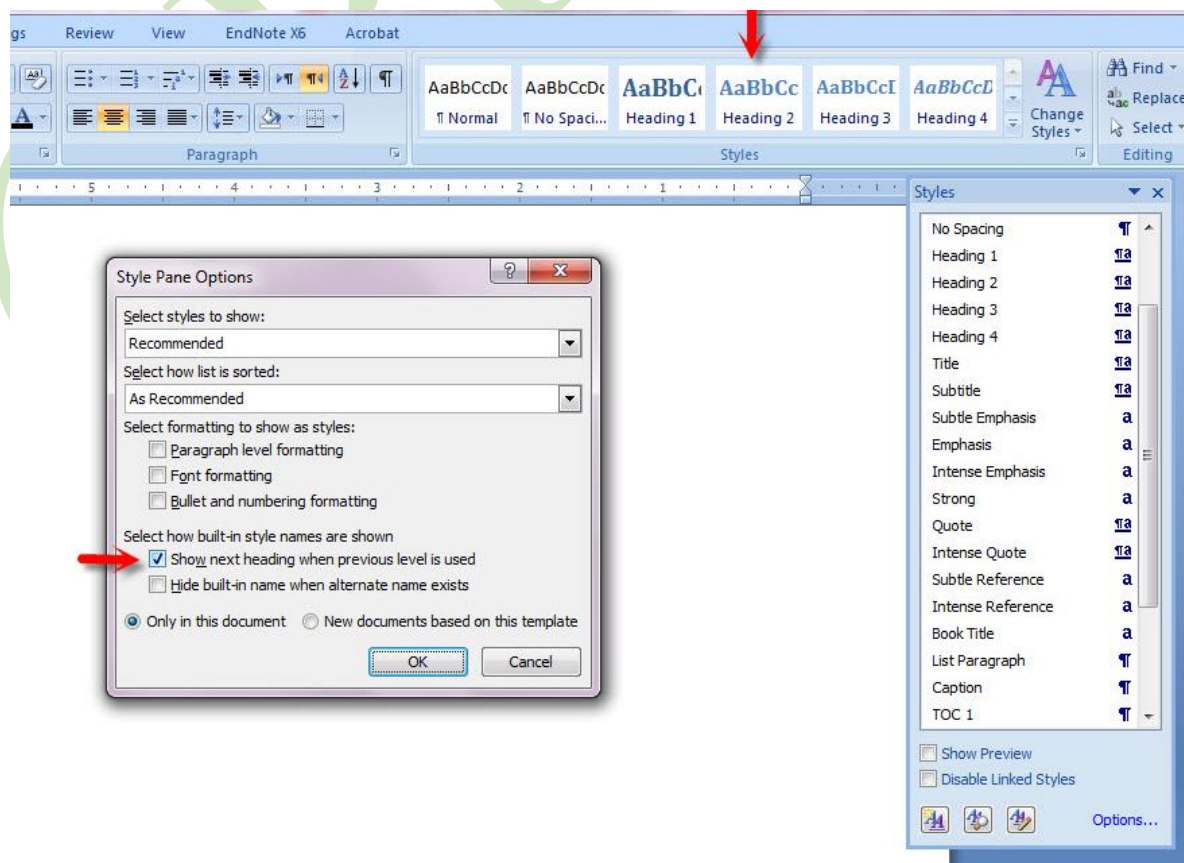 gs Review View EndNote X6 Acrobat
AaBbCcDc AaBbCcDc AaBbC AaBbCc AaBbCcI AaBbCcD
¶ Normal ¶ No Spaci... Heading 1 Heading 2 Heading 3 Heading 4
Change Styles
Find
Replace
Select
Paragraph Styles Editing
5 4 3 2 1
Style Pane Options
Select styles to show:
Recommended
Select how list is sorted:
As Recommended
Select formatting to show as styles:
Paragraph level formatting
Font formatting
Bullet and numbering formatting
Select how built-in style names are shown
Show next heading when previous level is used
Hide built-in name when alternate name exists
Only in this document New documents based on this template
OK Cancel
Styles
No Spacing ¶
Heading 1 ¶a
Heading 2 ¶a
Heading 3 ¶a
Heading 4 ¶a
Title ¶a
Subtitle ¶a
Subtle Emphasis a
Emphasis a
Intense Emphasis a
Strong a
Quote ¶a
Intense Quote ¶a
Subtle Reference a
Intense Reference a
Book Title a
List Paragraph ¶
Caption ¶
TOC 1 ¶
Show Preview
Disable Linked Styles
Options...